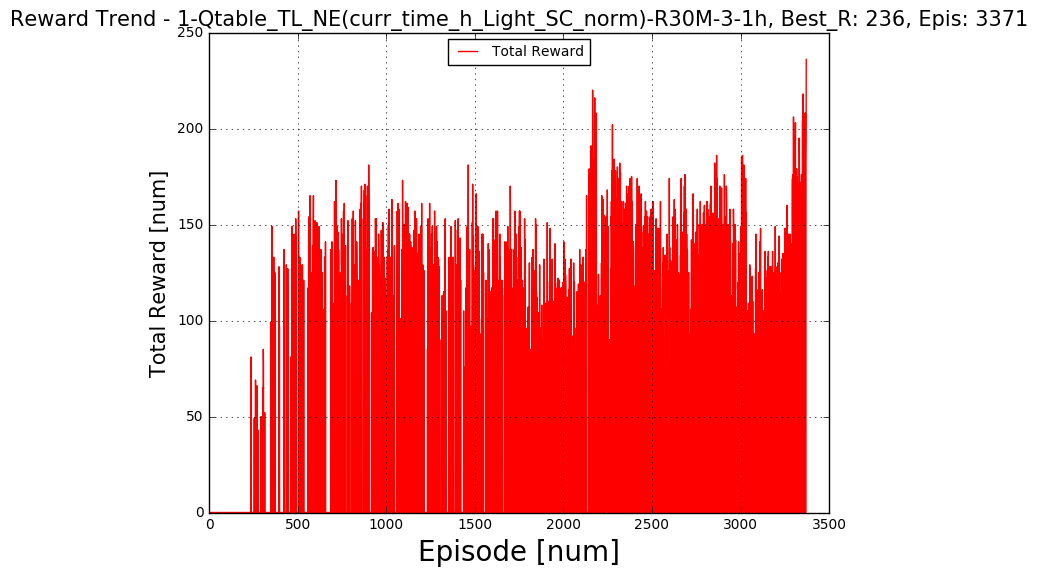 Reward Trend - 1-Qtable_TL_NE(curr_time_h_Light_SC_norm)-R30M-3-1h, Best_R: 236, Epis: 3371
Total Reward
Total Reward [num]
250
200
150
100
50
0
0 500 1000 1500 2000 2500 3000 3500
Episode [num]